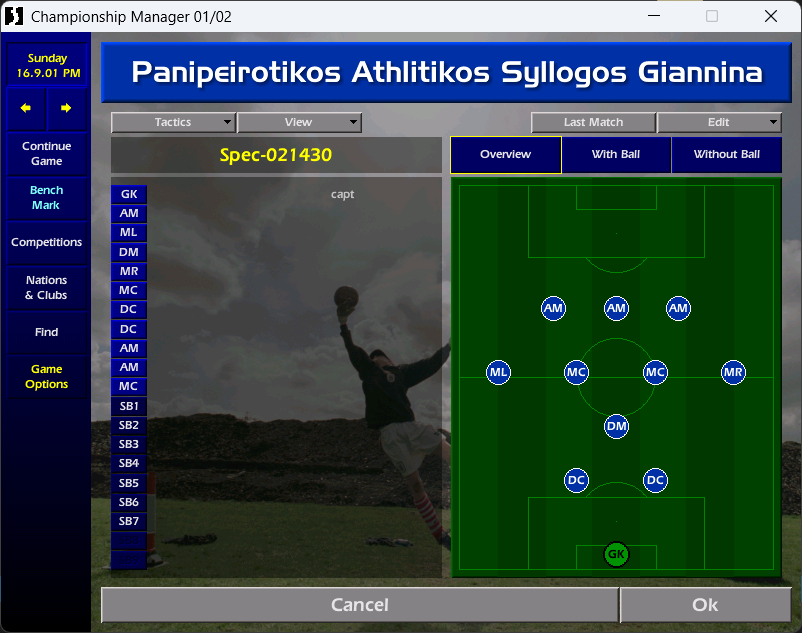 Championship Manager 01/02
Sunday
16.9.01 PM
Continue
Game
Bench
Mark
Competitions
Nations
& Clubs
Find
Game
Options
Panipeirotikos Athlitikos Syllogos Giannina
Tactics
View
Last Match
Edit
Spec-021430
Overview
With Ball
Without Ball
GK capt
AM
ML
DM
MR
MC
DC
DC
AM
AM
MC
SB1
SB2
SB3
SB4
SB5
SB6
SB7
AM AM AM
ML MC MC MR
DM
DC DC
GK
Cancel
Ok